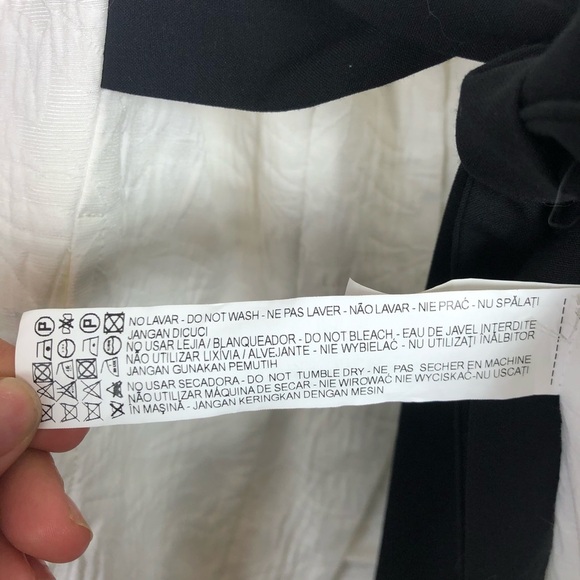 NO LAVAR - DO NOT WASH - NE PAS LAVER - NÃO LAVAR - NIE PRAĆ - NU SPĂLAȚI
JANGAN DICUCI
NO USAR LEJIA / BLANQUEADOR - DO NOT BLEACH - EAU DE JAVEL INTERDITE
NÃO UTILIZAR LIXÍVIA / ALVEJANTE - NIE WYBIELAĆ - NU UTILIZAȚI ÎNĂLBITOR
JANGAN GUNAKAN PEMUTIH
NO USAR SECADORA - DO NOT TUMBLE DRY - NE, PAS SECHER EN MACHINE
NÃO UTILIZAR MÁQUINA DE SECAR - NIE WIROWAĆ NIE WYCISKAĆ-NU USCAȚI
ÎN MAȘINĂ - JANGAN KERINGKAN DENGAN MESIN
P P